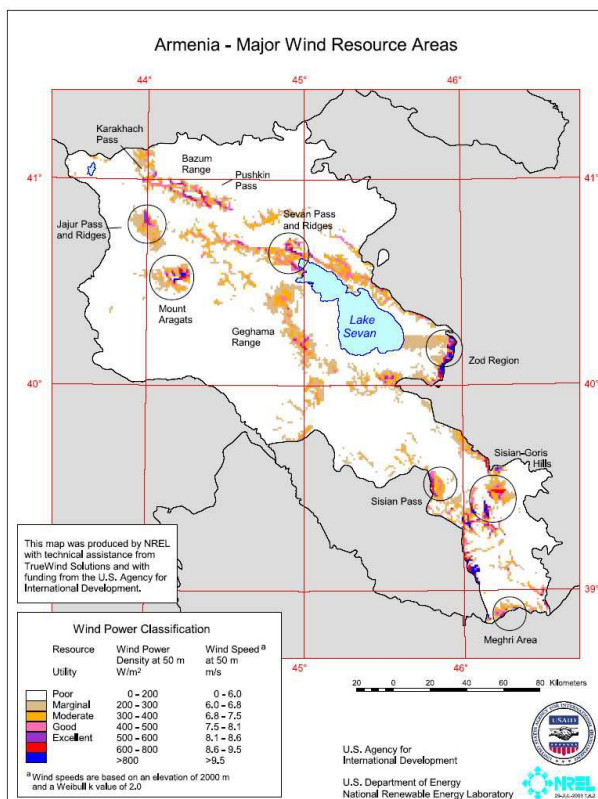 Armenia - Major Wind Resource Areas
44°
45°
46°
Karakhach
Pass
Bazum
Range
Pushkin
Pass
41°
41°
Jajur Pass
and Ridges
Sevan Pass
and Ridges
Mount
Aragats
Geghama
Range
Lake
Sevan
Zod Region
40°
40°
Sisian-Goris
Hills
Sisian Pass
This map was produced by NREL
with technical assistance from
TrueWind Solutions and with
funding from the U.S. Agency for
International Development.
39°
39°
Meghri Area
45°
46°
Wind Power Classification
Resource Wind Power Wind Speed a
Density at 50 m at 50 m
Utility W/m2 m/s
Poor 0 - 200 0 - 6.0
Marginal 200 - 300 6.0 - 6.8
Moderate 300 - 400 6.8 - 7.5
Good 400 - 500 7.5 - 8.1
Excellent 500 - 600 8.1 - 8.6
600 - 800 8.6 - 9.5
>800 >9.5
a Wind speeds are based on an elevation of 2000 m
and a Weibull k value of 2.0
20 0 20 40 60 80 Kilometers
U.S. Agency for
International Development
USAID
U.S. Department of Energy
National Renewable Energy Laboratory
NREL